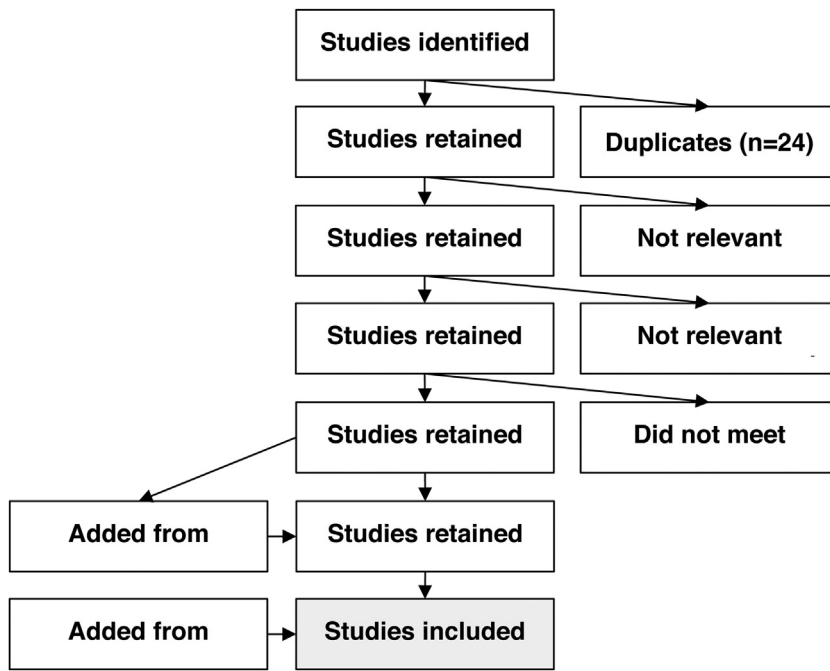 Studies identified
Studies retained
Duplicates (n=24)
Studies retained
Not relevant
Studies retained
Not relevant
Studies retained
Did not meet
Added from
Studies retained
Added from
Studies included